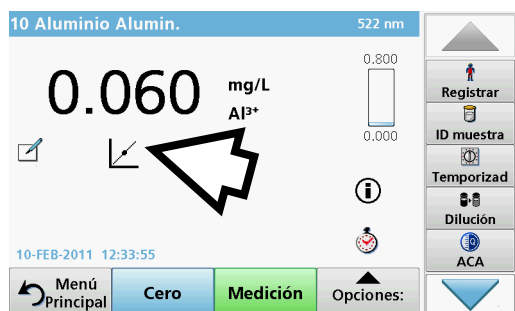 10 Aluminio Alumin.
522 nm
0.060
mg/L
Al³⁺
0.800
0.000
10-FEB-2011 12:33:55
Menú
Principal
Cero
Medición
Opciones:
Registrar
ID muestra
Temporizad
Dilución
ACA